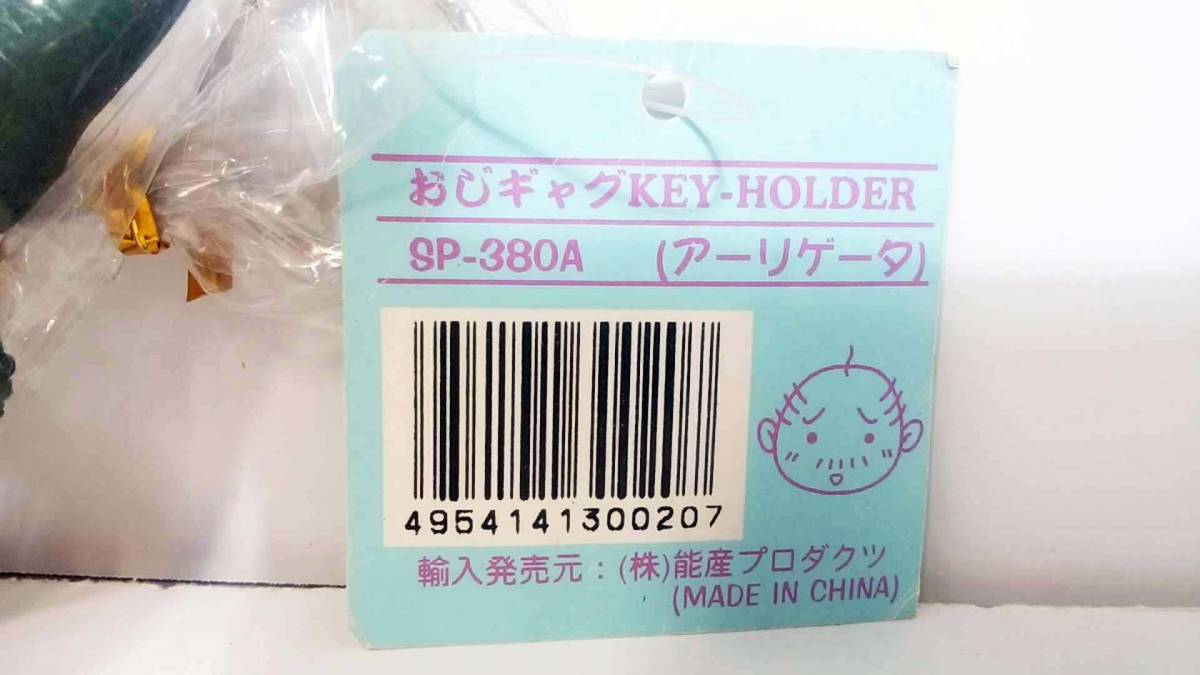 おじギャグKEY-HOLDER
SP-380A (アーリゲータ)
4954141300207
輸入発売元：(株)能産プロダクツ
(MADE IN CHINA)